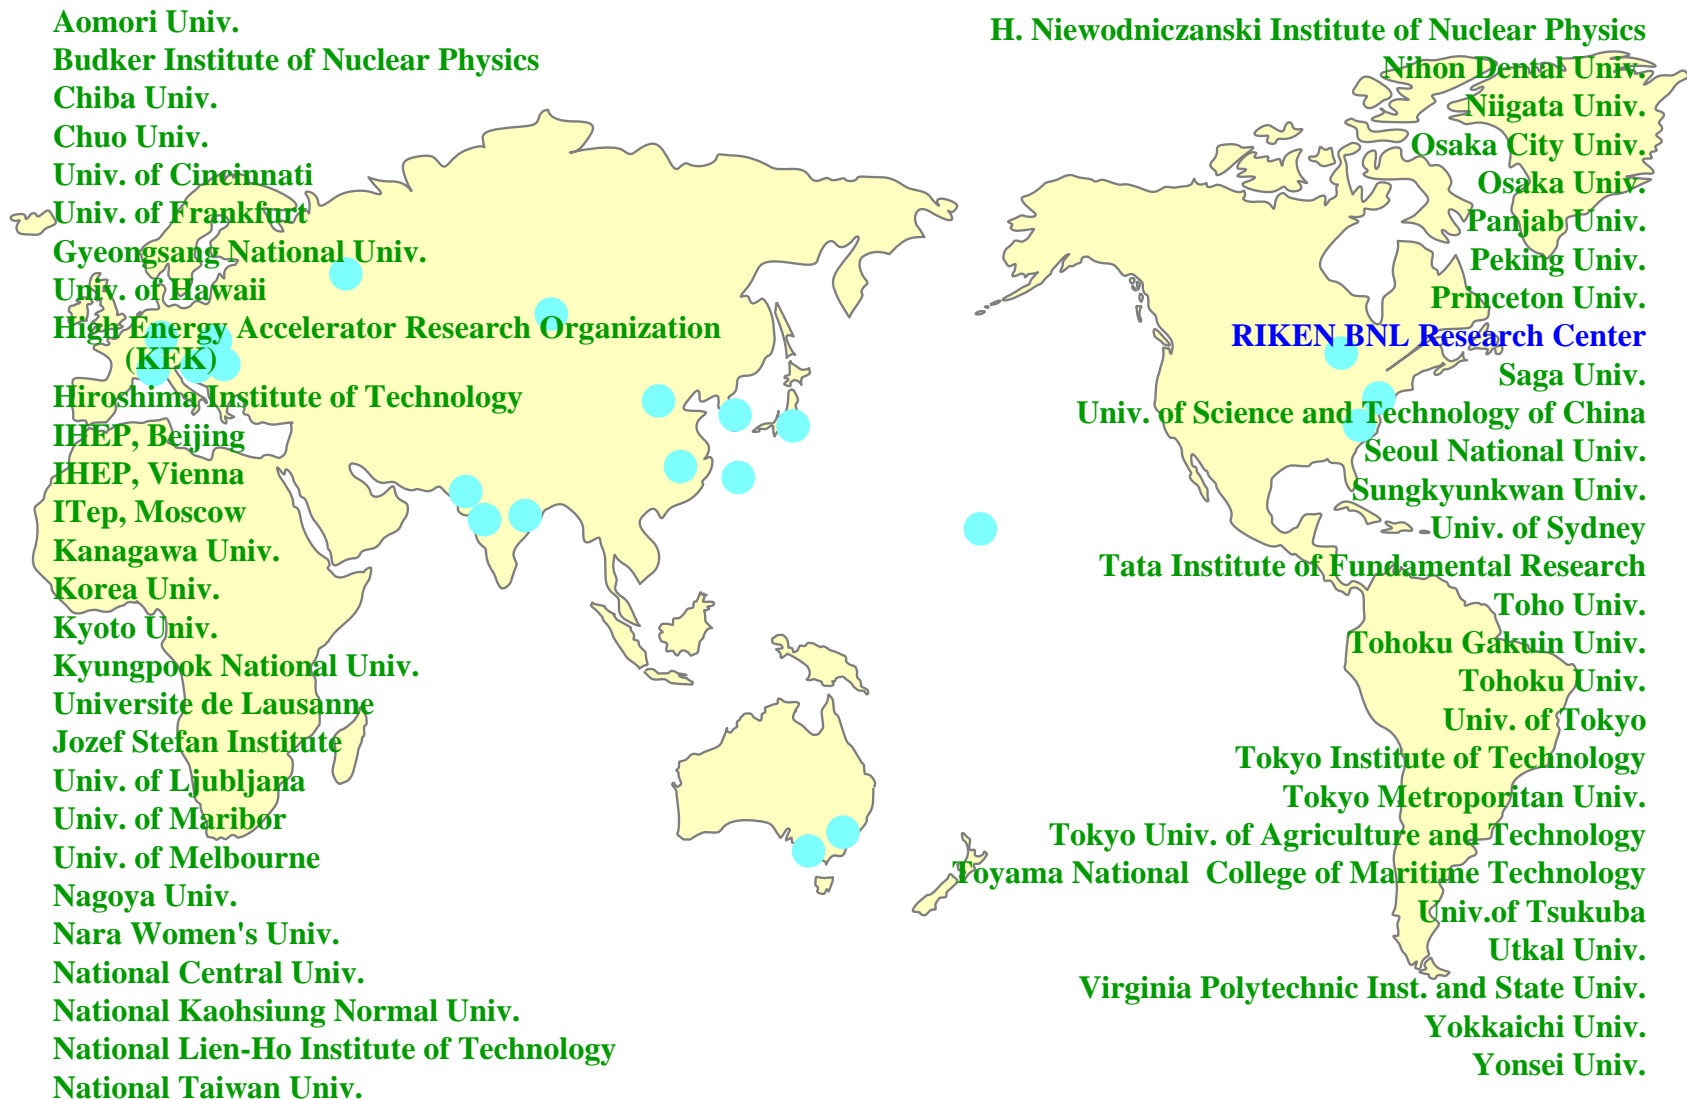 Aomori Univ.
Budker Institute of Nuclear Physics
Chiba Univ.
Chuo Univ.
Univ. of Cincinnati
Univ. of Frankfurt
Gyeongsang National Univ.
Univ. of Hawaii
High Energy Accelerator Research Organization
(KEK)
Hiroshima Institute of Technology
IHEP, Beijing
IHEP, Vienna
ITep, Moscow
Kanagawa Univ.
Korea Univ.
Kyoto Univ.
Kyungpook National Univ.
Universite de Lausanne
Jozef Stefan Institute
Univ. of Ljubljana
Univ. of Maribor
Univ. of Melbourne
Nagoya Univ.
Nara Women's Univ.
National Central Univ.
National Kaohsiung Normal Univ.
National Lien-Ho Institute of Technology
National Taiwan Univ.
H. Niewodniczanski Institute of Nuclear Physics
Nihon Dental Univ.
Niigata Univ.
Osaka City Univ.
Osaka Univ.
Panjab Univ.
Peking Univ.
Princeton Univ.
RIKEN BNL Research Center
Saga Univ.
Univ. of Science and Technology of China
Seoul National Univ.
Sungkyunkwan Univ.
Univ. of Sydney
Tata Institute of Fundamental Research
Toho Univ.
Tohoku Gakuin Univ.
Tohoku Univ.
Univ. of Tokyo
Tokyo Institute of Technology
Tokyo Metroporitan Univ.
Tokyo Univ. of Agriculture and Technology
Toyama National College of Maritime Technology
Univ.of Tsukuba
Utkal Univ.
Virginia Polytechnic Inst. and State Univ.
Yokkaichi Univ.
Yonsei Univ.